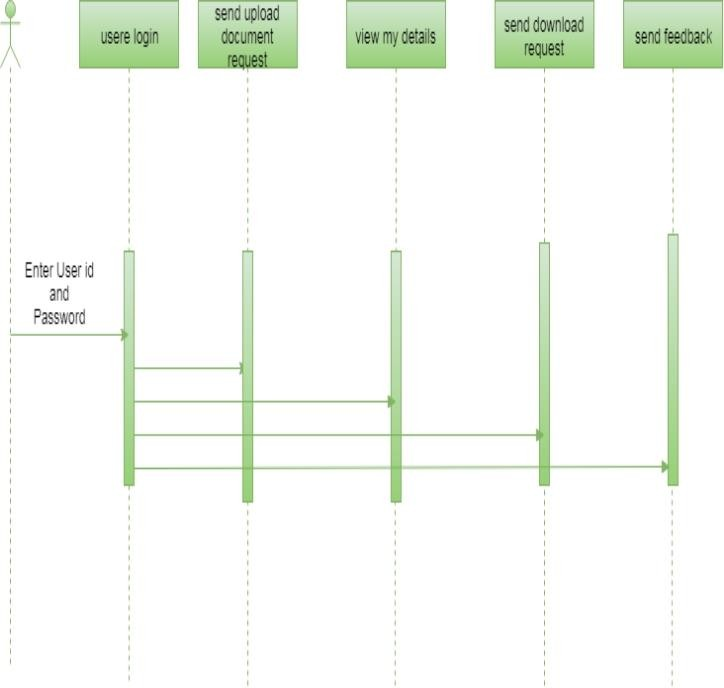 usere login
send upload
document
request
view my details
send download
request
send feedback
Enter User id
and
Password